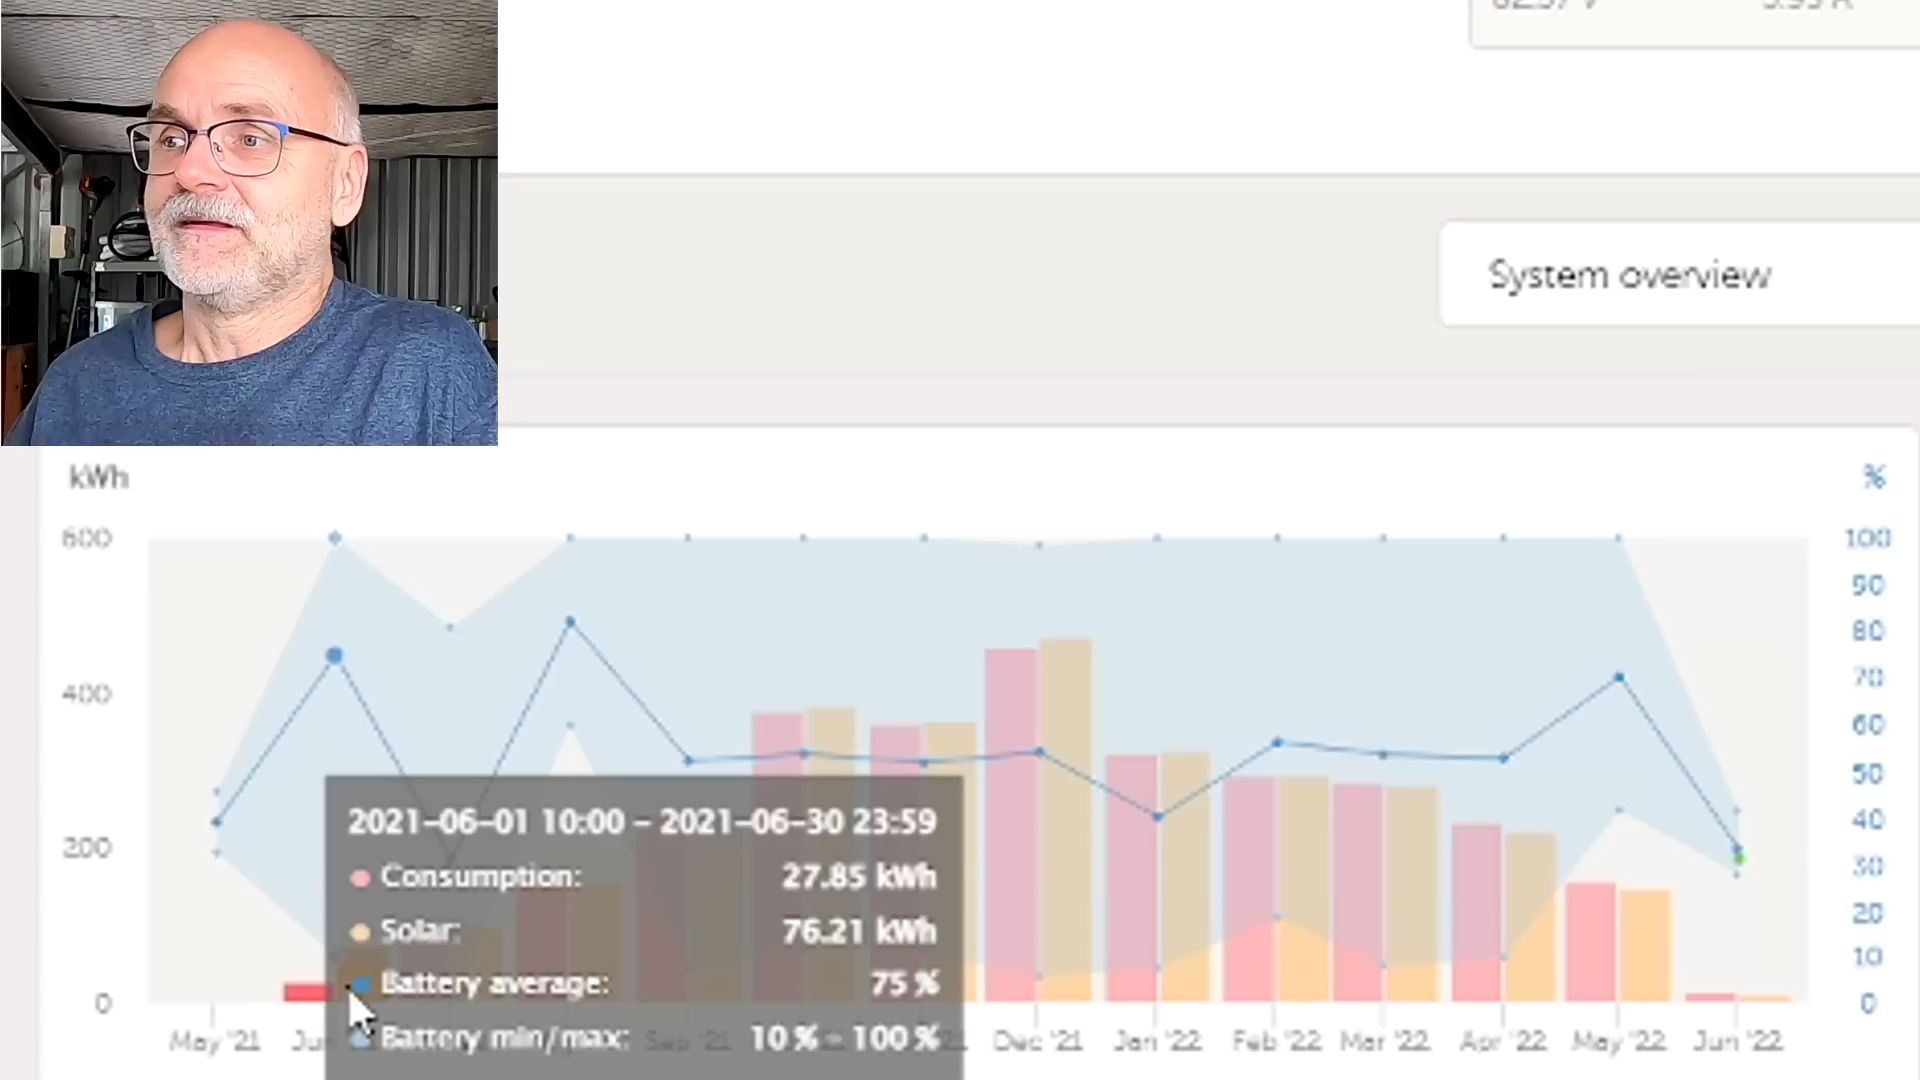 System overview
kWh
%
600
100
90
80
400
70
60
50
200
40
30
20
10
0
0
2021-06-01 10:00 - 2021-06-30 23:59
Consumption: 27.85 kWh
Solar: 76.21 kWh
Battery average: 75 %
Battery min/max: 10 % - 100 %
May '21
Sep '21
Dec '21
Jan '22
Feb '22
Mar '22
Apr '22
May '22
Jun '22